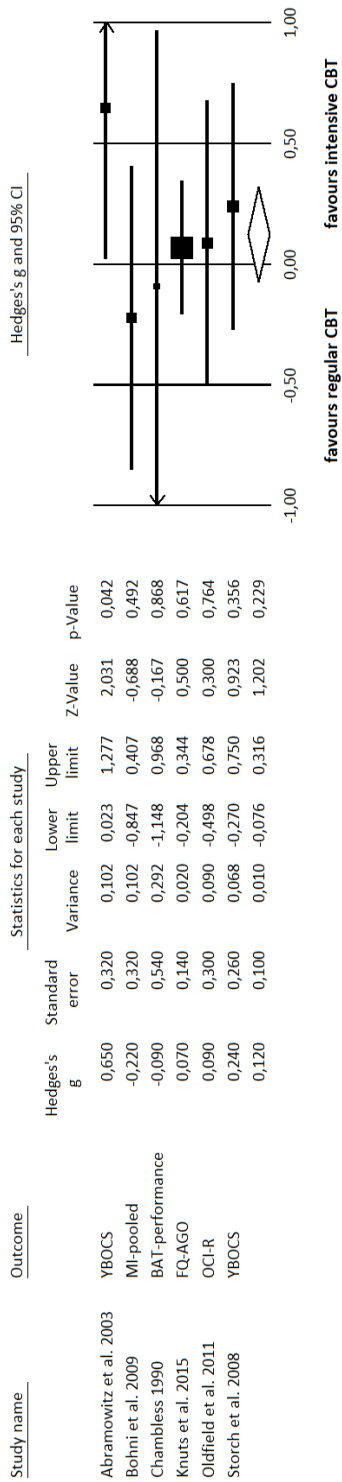 Study name Outcome Statistics for each study Hedges's g and 95% CI
Hedges's Standard Lower Upper
g error Variance limit limit Z-Value p-Value
Abramowitz et al. 2003 YBOCS 0,650 0,320 0,102 0,023 1,277 2,031 0,042
Bohni et al. 2009 MI-pooled -0,220 0,320 0,102 -0,847 0,407 -0,688 0,492
Chambless 1990 BAT-performance -0,090 0,540 0,292 -1,148 0,968 -0,167 0,868
Knuts et al. 2015 FQ-AGO 0,070 0,140 0,020 -0,204 0,344 0,500 0,617
Oldfield et al. 2011 OCI-R 0,090 0,300 0,090 -0,498 0,678 0,300 0,764
Storch et al. 2008 YBOCS 0,240 0,260 0,068 -0,270 0,750 0,923 0,356
0,120 0,100 0,010 -0,076 0,316 1,202 0,229
-1,00 -0,50 0,00 0,50 1,00
favours regular CBT favours intensive CBT